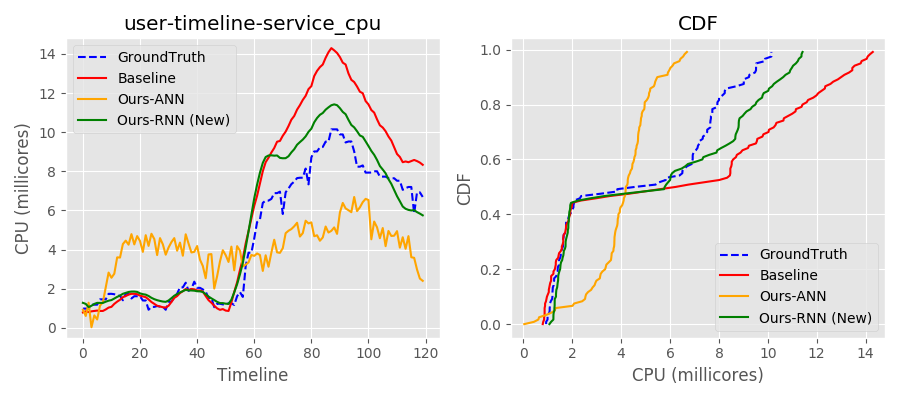 user-timeline-service_cpu
CPU (millicores)
14
12
10
8
6
4
2
0
GroundTruth
Baseline
Ours-ANN
Ours-RNN (New)
0 20 40 60 80 100 120
Timeline
CDF
CDF
1.0
0.8
0.6
0.4
0.2
0.0
GroundTruth
Baseline
Ours-ANN
Ours-RNN (New)
0 2 4 6 8 10 12 14
CPU (millicores)